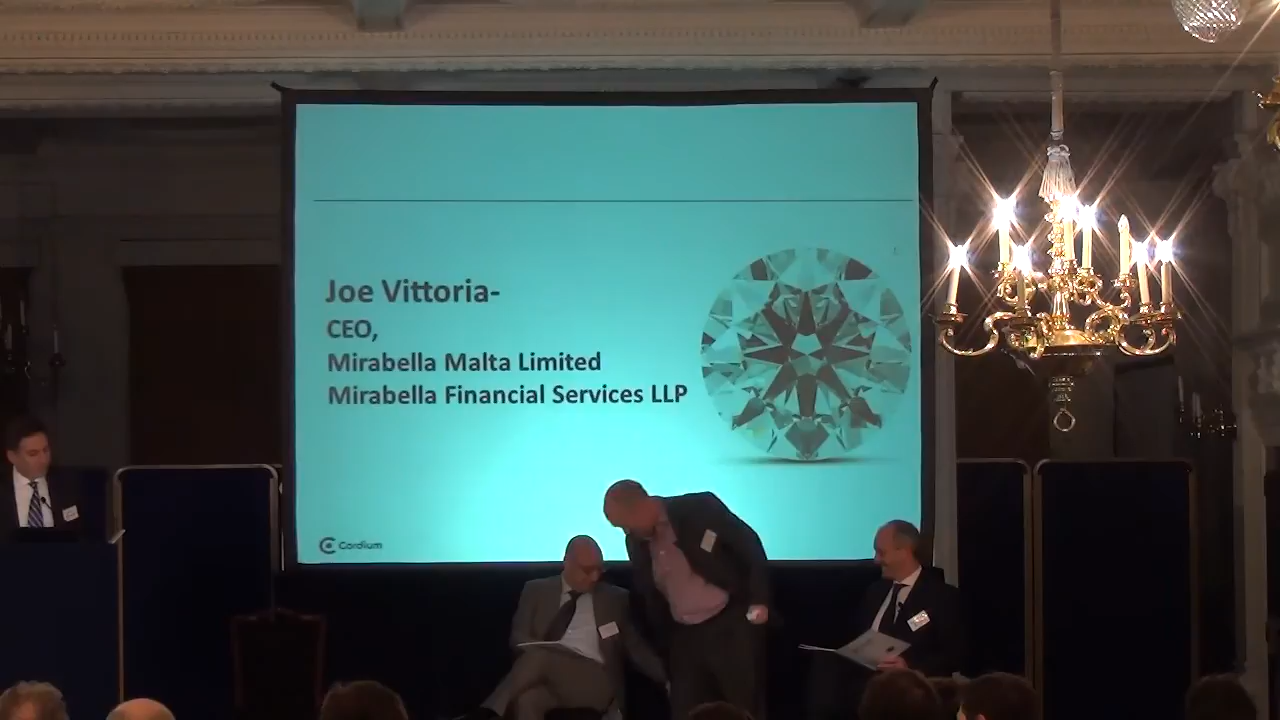 Joe Vittoria-
CEO,
Mirabella Malta Limited
Mirabella Financial Services LLP
Cordium